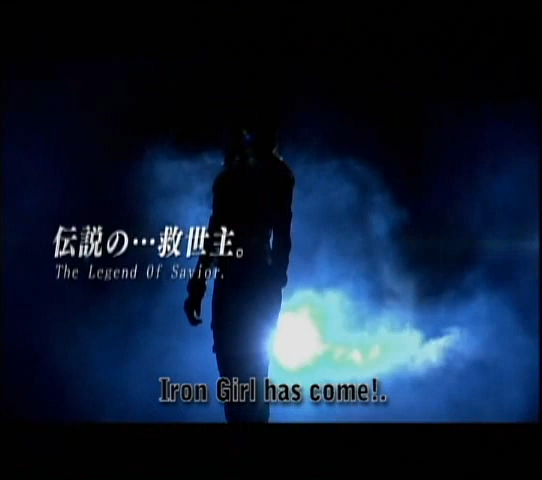 伝説の…救世主。
The Legend Of Savior.
Iron Girl has come!.